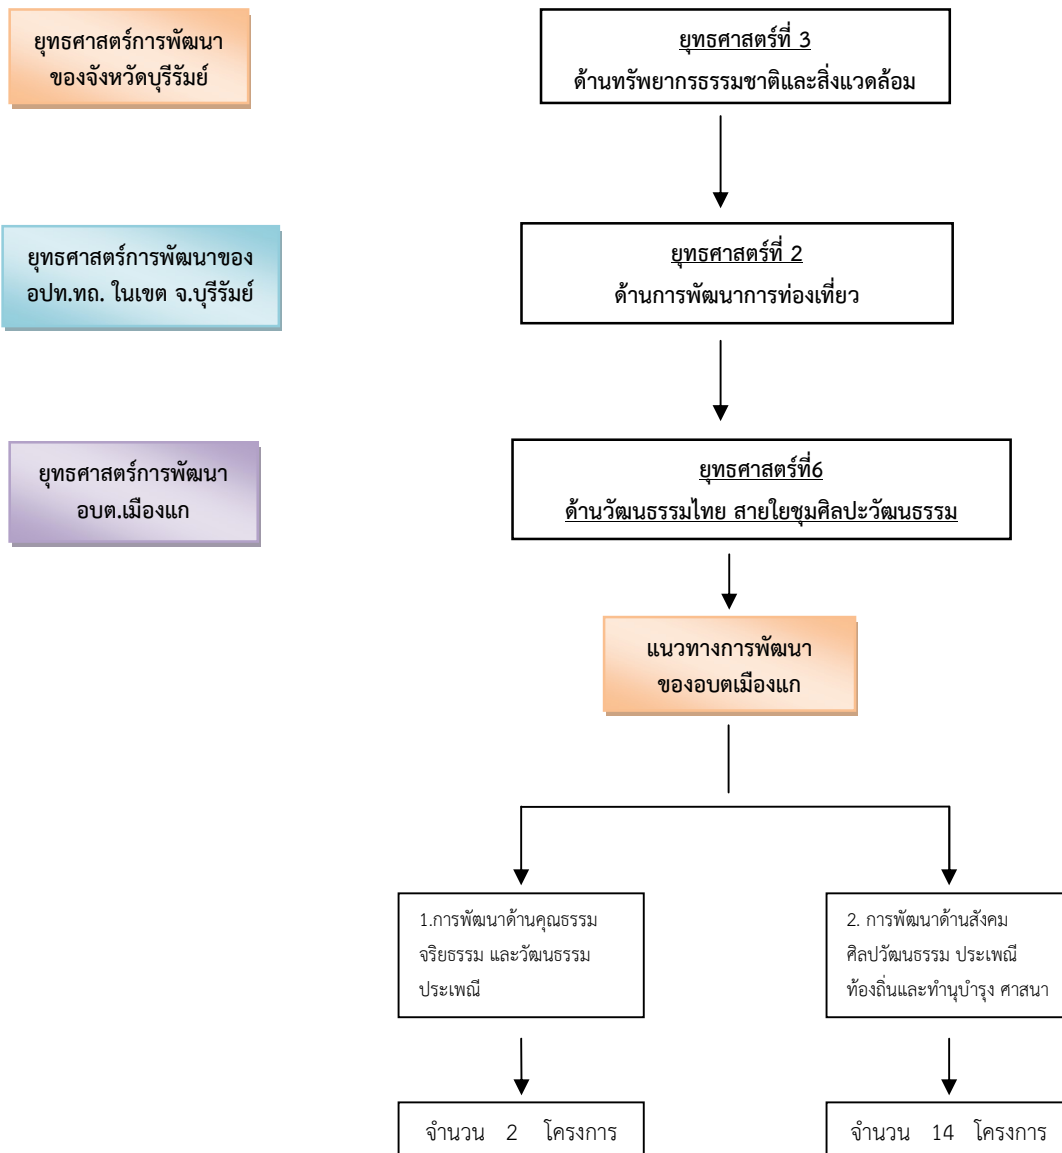 ยุทธศาสตร์การพัฒนา
ของจังหวัดบุรีรัมย์
ยุทธศาสตร์ที่ 3
ด้านทรัพยากรธรรมชาติและสิ่งแวดล้อม
ยุทธศาสตร์การพัฒนาของ
อปท.ทถ. ในเขต จ.บุรีรัมย์
ยุทธศาสตร์ที่ 2
ด้านการพัฒนาการท่องเที่ยว
ยุทธศาสตร์การพัฒนา
อบต.เมืองแก
ยุทธศาสตร์ที่6
ด้านวัฒนธรรมไทย สายใยชุมศิลปะวัฒนธรรม
แนวทางการพัฒนา
ของอบตเมืองแก
1.การพัฒนาด้านคุณธรรม
จริยธรรม และวัฒนธรรม
ประเพณี
2. การพัฒนาด้านสังคม
ศิลปวัฒนธรรม ประเพณี
ท้องถิ่นและทำนุบำรุง ศาสนา
จำนวน 2 โครงการ
จำนวน 14 โครงการ